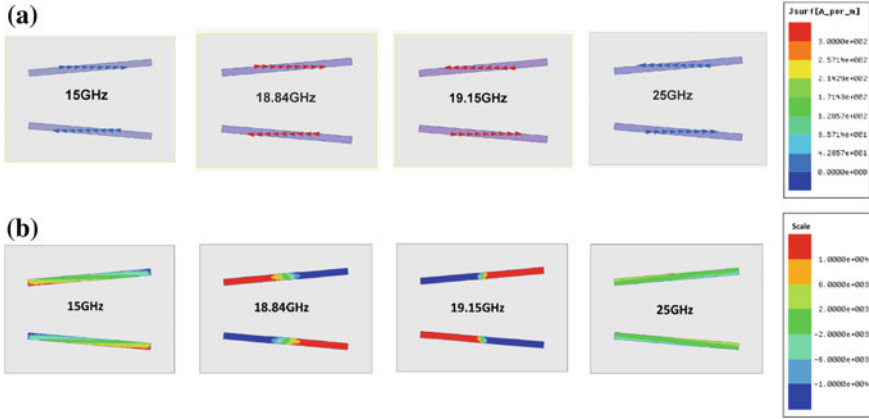 (a)
15GHz
18.84GHz
19.15GHz
25GHz
Jsurf[A_per_m]
3.0000e+002
2.5714e+002
2.1429e+002
1.7143e+002
1.2857e+002
8.5714e+001
4.2857e+001
0.0000e+000
(b)
15GHz
18.84GHz
19.15GHz
25GHz
Scale
1.0000e+004
6.0000e+003
2.0000e+003
-2.0000e+003
-6.0000e+003
-1.0000e+004